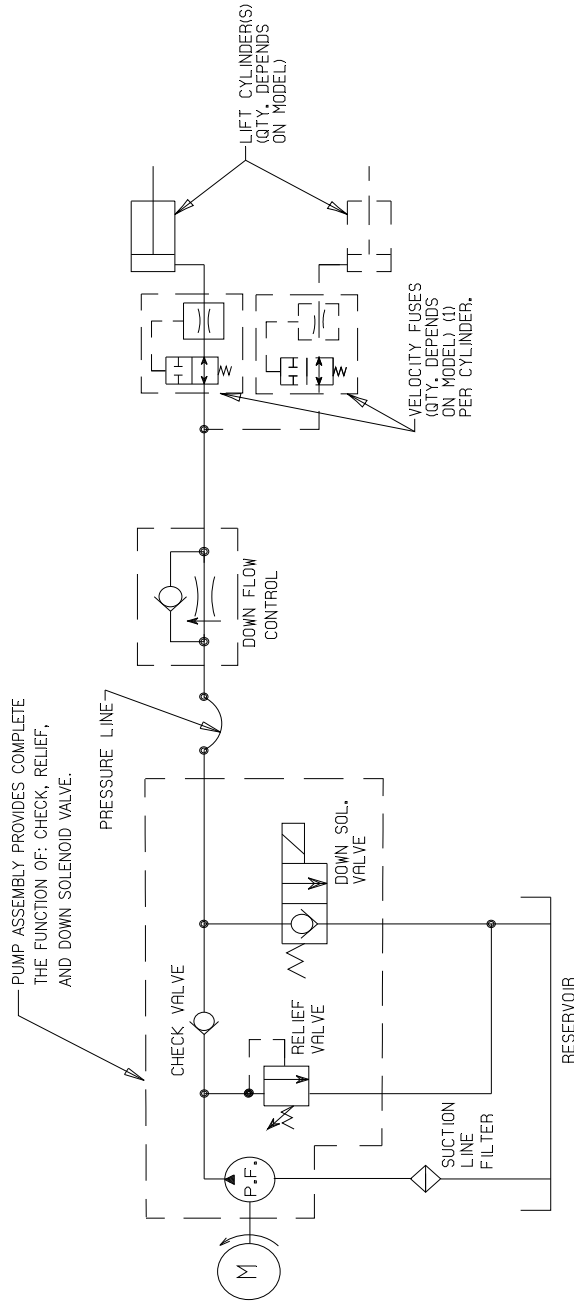 PUMP ASSEMBLY PROVIDES COMPLETE
THE FUNCTION OF: CHECK, RELIEF,
AND DOWN SOLENOID VALVE.
PRESSURE LINE
LIFT CYLINDER(S)
(QTY. DEPENDS
ON MODEL)
VELOCITY FUSES
(QTY. DEPENDS
ON MODEL) (1)
PER CYLINDER.
DOWN FLOW
CONTROL
CHECK VALVE
RELIEF
VALVE
DOWN SOL.
VALVE
M
P.F.
SUCTION
LINE
FILTER
RESERVOIR